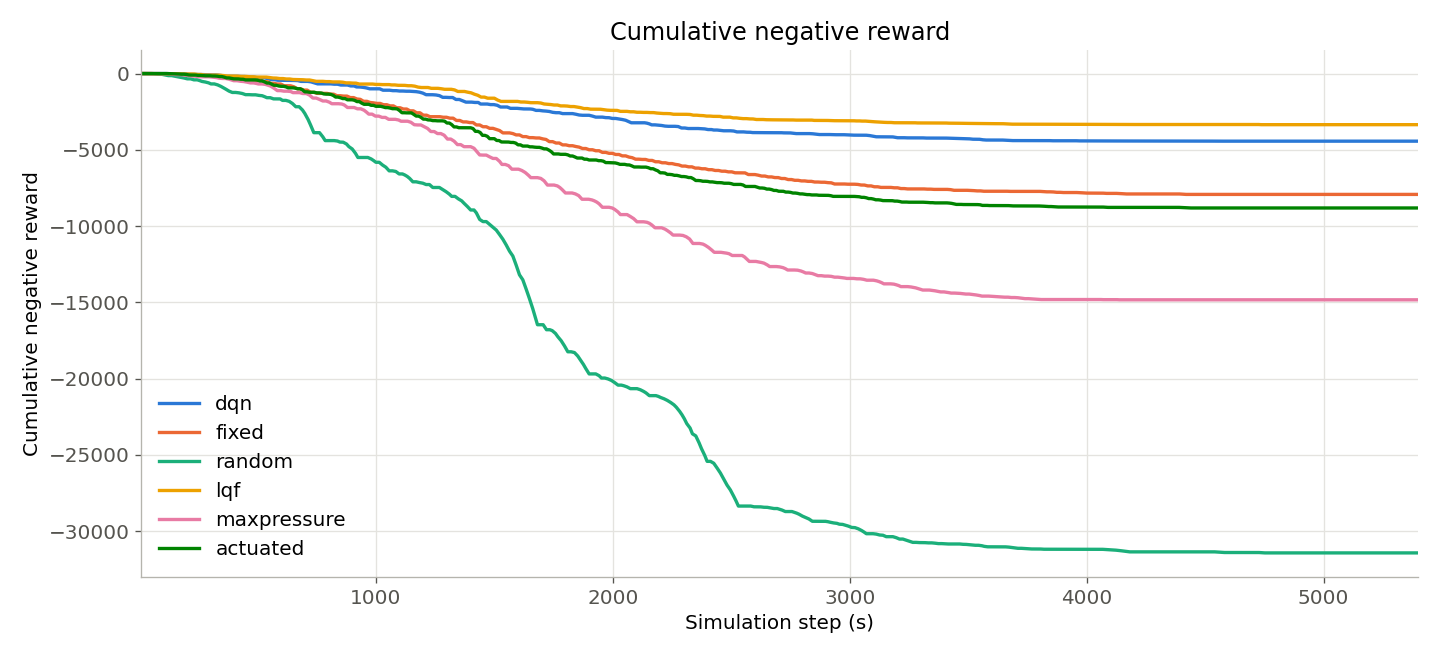 Cumulative negative reward
Cumulative negative reward
0
−5000
−10000
−15000
−20000
−25000
−30000
dqn
fixed
random
lqf
maxpressure
actuated
1000 2000 3000 4000 5000
Simulation step (s)